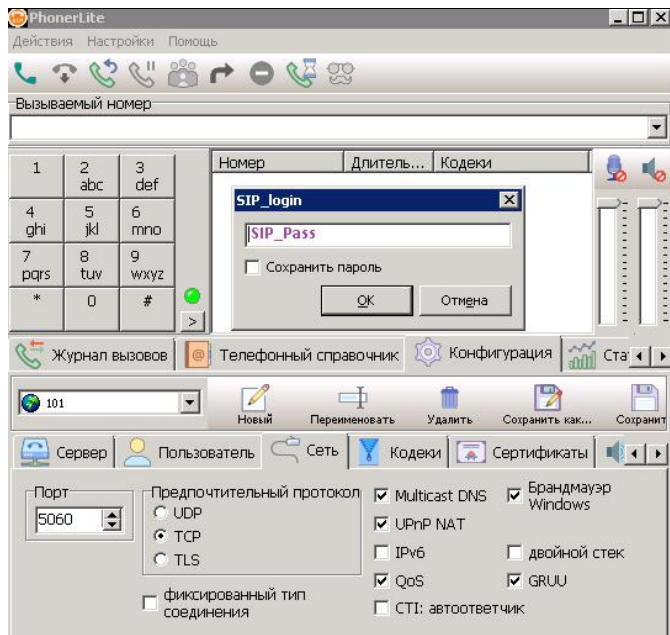 PhonerLite
Действия Настройки Помощь
Вызываемый номер
1 2 abc 3 def
4 ghi 5 jkl 6 mno
7 pqrs 8 tuv 9 wxyz
* 0 #
>
Номер Длитель... Кодеки
SIP_login
SIP_Pass
Сохранить пароль
OK Отмена
Журнал вызовов Телефонный справочник Конфигурация Ста
101 Новый Переименовать Удалить Сохранить как... Сохранит
Сервер Пользователь Сеть Кодеки Сертификаты
Порт
5060
Предпочтительный протокол
UDP
TCP
TLS
фиксированный тип
соединения
Multicast DNS
UPnP NAT
IPv6
QoS
CTI: автоответчик
Брандмауэр
Windows
двойной стек
GRUU